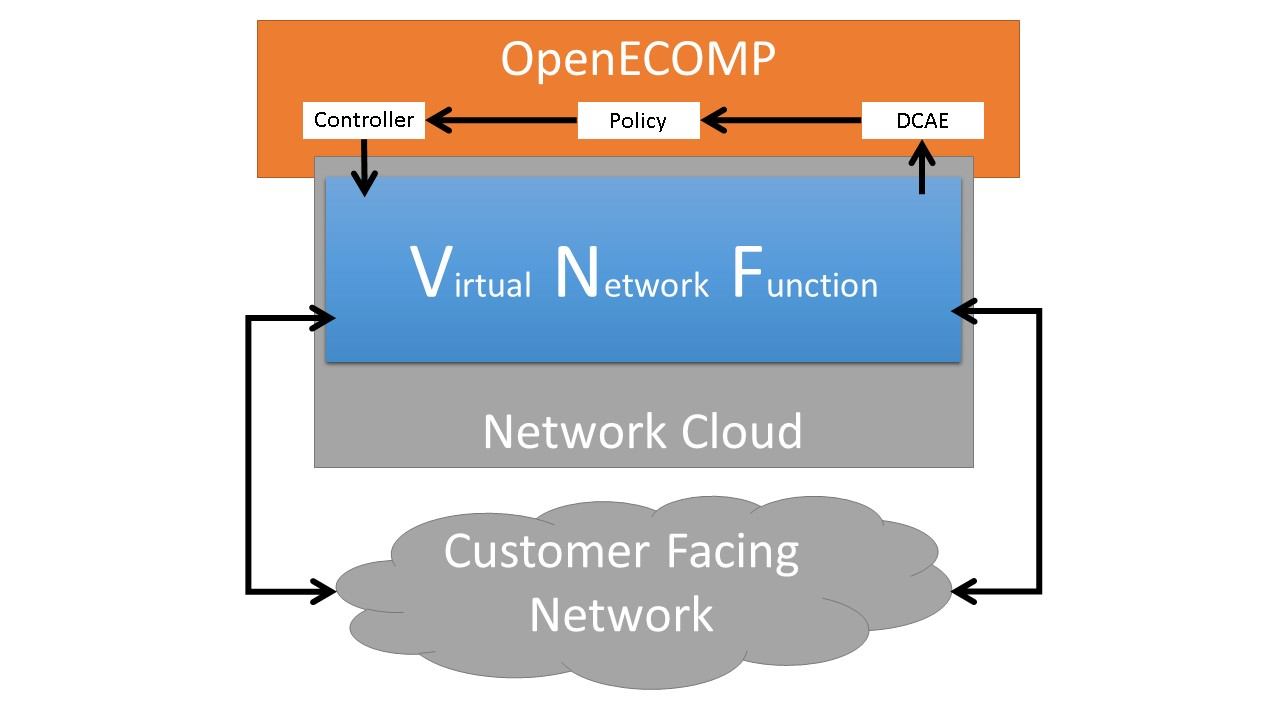 OpenECOMP
Controller Policy DCAE
Virtual Network Function
Network Cloud
Customer Facing
Network